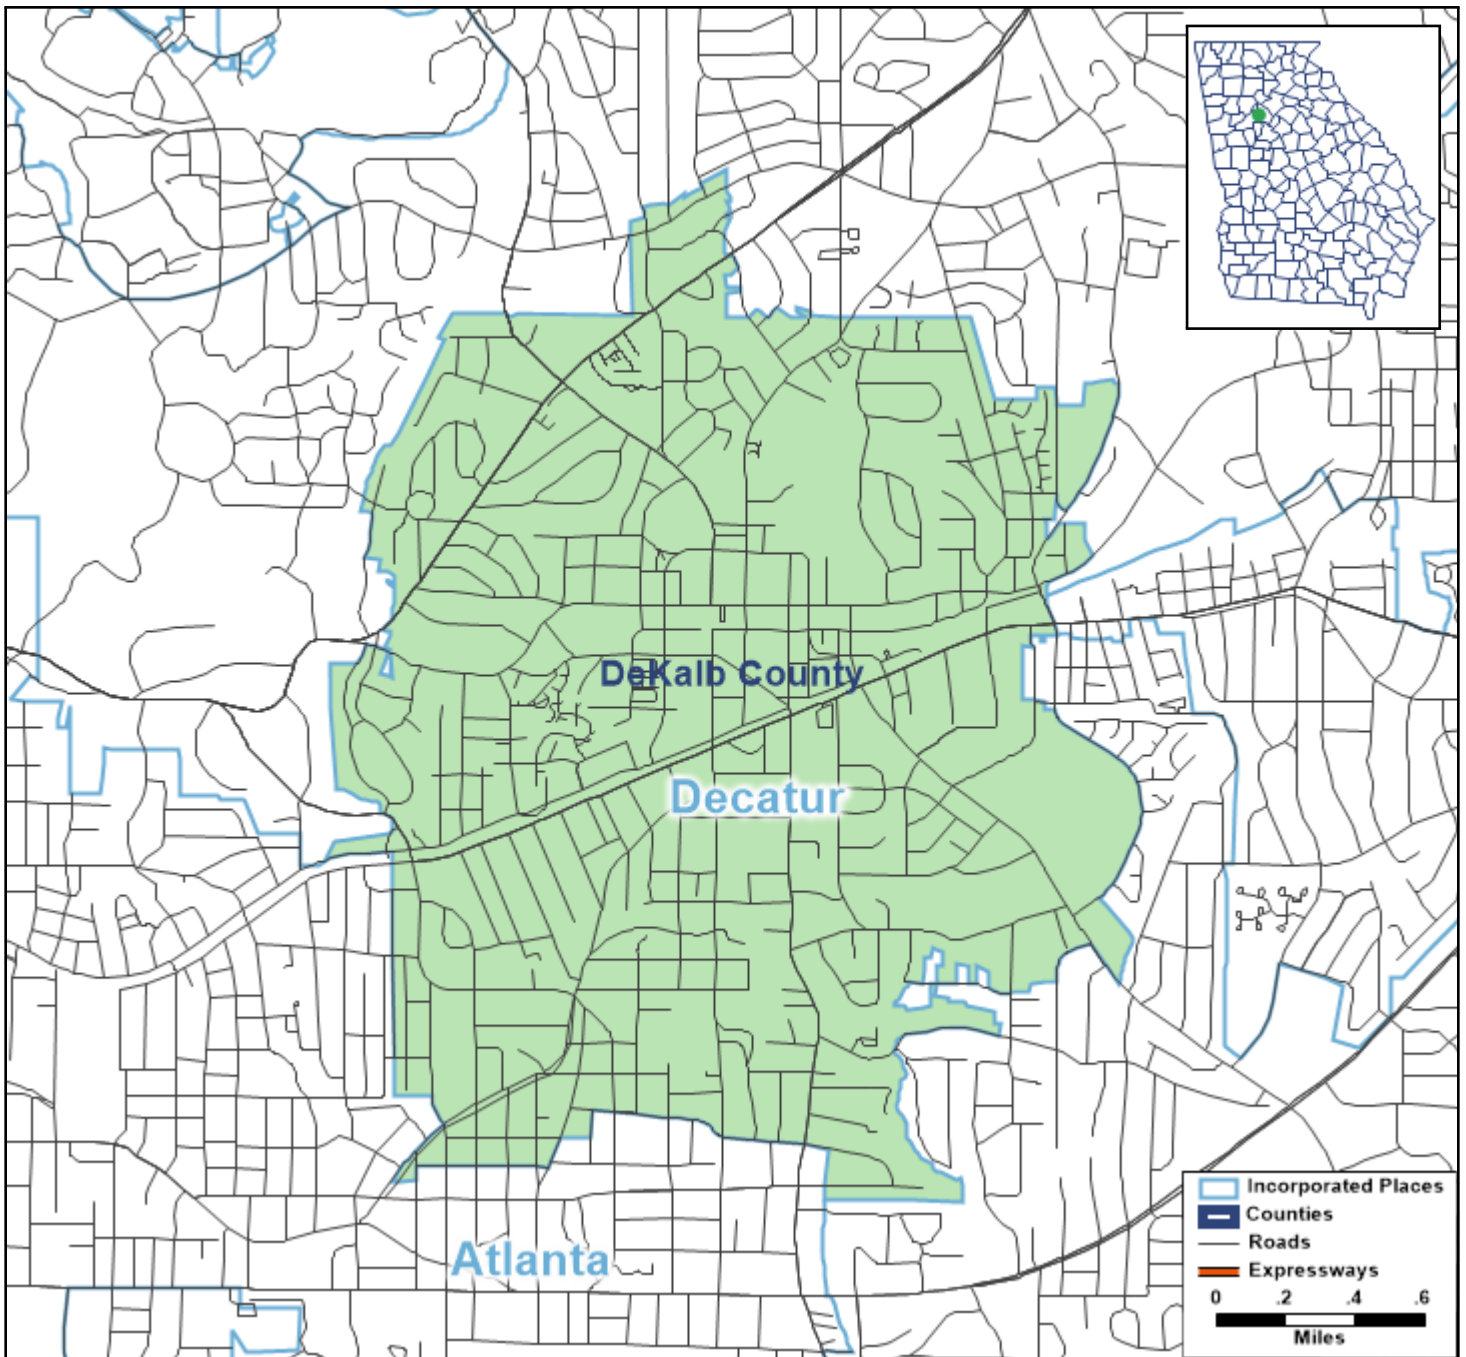 DeKalb County
Decatur
Atlanta
Incorporated Places
Counties
Roads
Expressways
0 .2 .4 .6
Miles